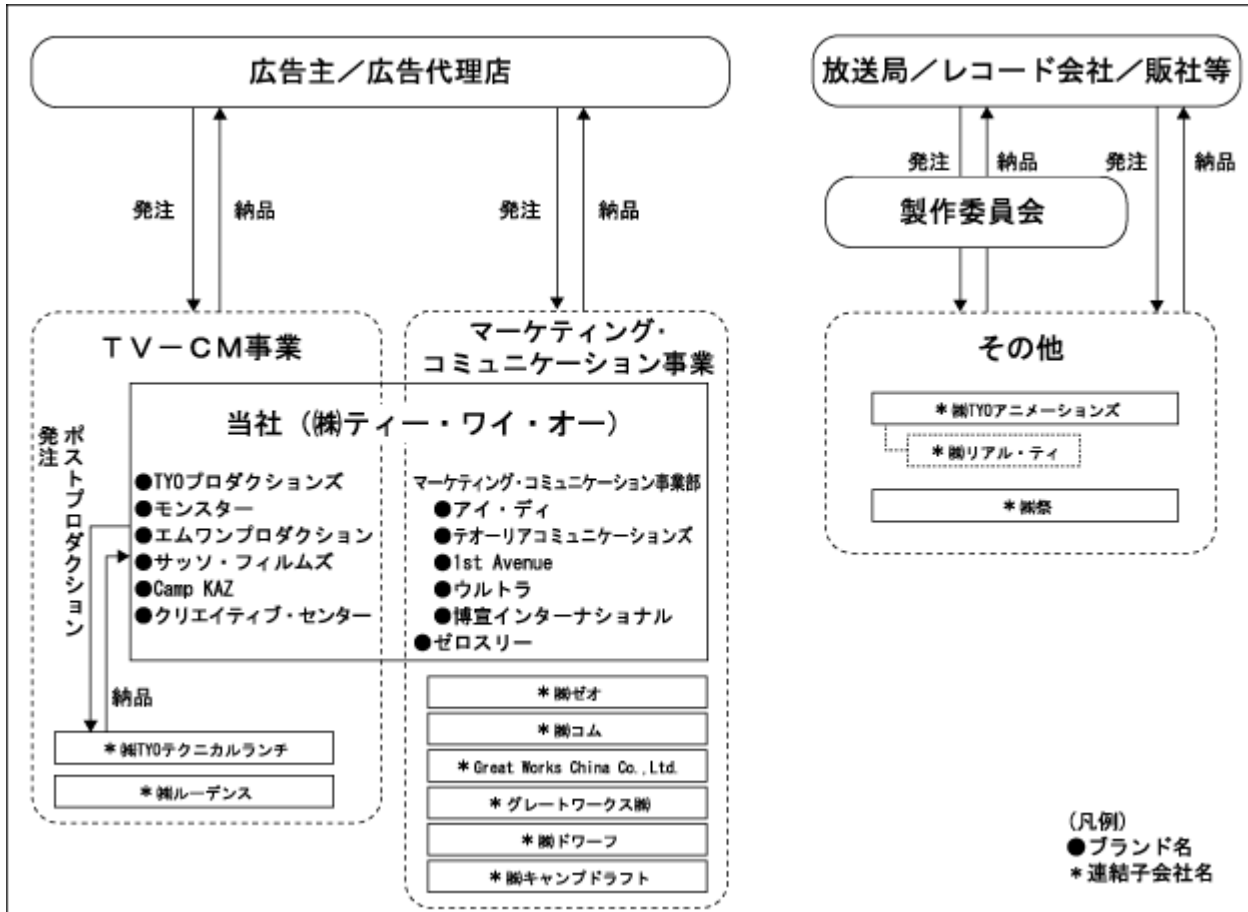 広告主／広告代理店
放送局／レコード会社／販社等
発注
納品
発注
納品
発注
納品
発注
納品
製作委員会
ＴＶ－ＣＭ事業
マーケティング・
コミュニケーション事業
その他
当社（㈱ティー・ワイ・オー）
ポストプロダクション
発注
●TYOプロダクションズ
●モンスター
●エムワンプロダクション
●サッソ・フィルムズ
●Camp KAZ
●クリエイティブ・センター
マーケティング・コミュニケーション事業部
●アイ・ディ
●テオーリアコミュニケーションズ
●1st Avenue
●ウルトラ
●博宣インターナショナル
●ゼロスリー
納品
＊㈱TYOテクニカルランチ
＊㈱ルーデンス
＊㈱ゼオ
＊㈱コム
＊Great Works China Co.,Ltd.
＊グレートワークス㈱
＊㈱ドワーフ
＊㈱キャンプドラフト
＊㈱TYOアニメーションズ
＊㈱リアル・ティ
＊㈱祭
(凡例)
●ブランド名
＊連結子会社名